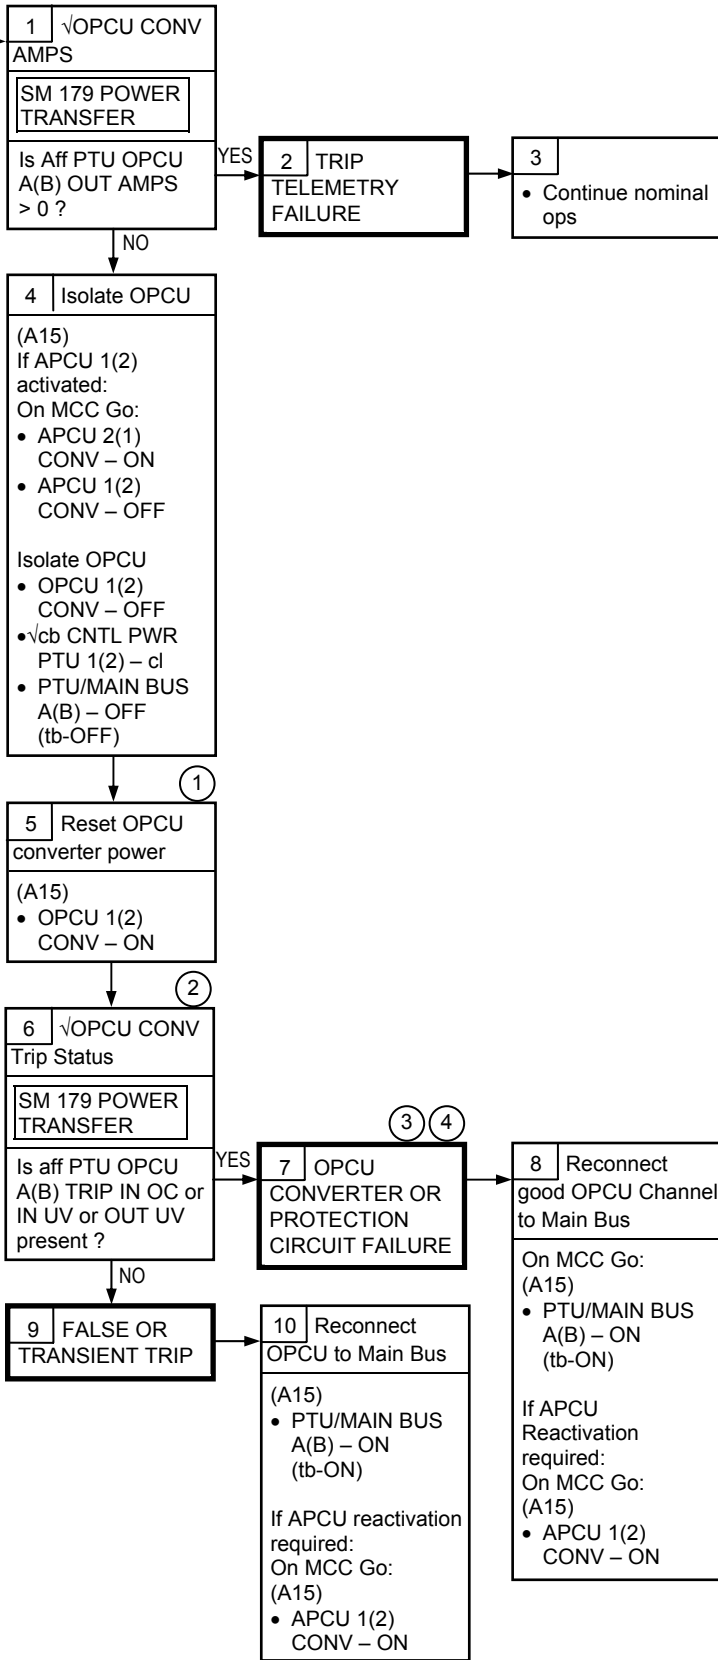 1 √OPCU CONV
AMPS
SM 179 POWER
TRANSFER
Is Aff PTU OPCU
A(B) OUT AMPS
> 0 ?
YES
2 TRIP
TELEMETRY
FAILURE
3
• Continue nominal
ops
NO
4 Isolate OPCU
(A15)
If APCU 1(2)
activated:
On MCC Go:
• APCU 2(1)
CONV – ON
• APCU 1(2)
CONV – OFF
Isolate OPCU
• OPCU 1(2)
CONV – OFF
•√cb CNTL PWR
PTU 1(2) – cl
• PTU/MAIN BUS
A(B) – OFF
(tb-OFF)
1
5 Reset OPCU
converter power
(A15)
• OPCU 1(2)
CONV – ON
2
6 √OPCU CONV
Trip Status
SM 179 POWER
TRANSFER
Is aff PTU OPCU
A(B) TRIP IN OC or
IN UV or OUT UV
present ?
YES
3 4
7 OPCU
CONVERTER OR
PROTECTION
CIRCUIT FAILURE
8 Reconnect
good OPCU Channel
to Main Bus
On MCC Go:
(A15)
• PTU/MAIN BUS
A(B) – ON
(tb-ON)
If APCU
Reactivation
required:
On MCC Go:
(A15)
• APCU 1(2)
CONV – ON
NO
9 FALSE OR
TRANSIENT TRIP
10 Reconnect
OPCU to Main Bus
(A15)
• PTU/MAIN BUS
A(B) – ON
(tb-ON)
If APCU reactivation
required:
On MCC Go:
(A15)
• APCU 1(2)
CONV – ON